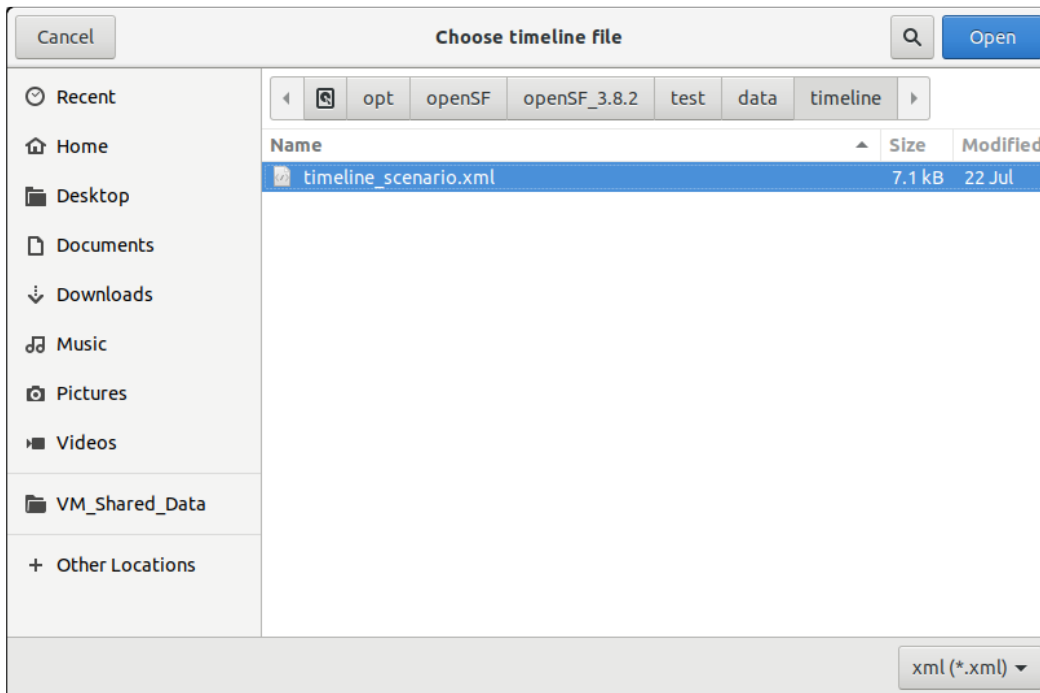 Cancel Choose timeline file Open
Recent
opt openSF openSF_3.8.2 test data timeline
Home
Name Size Modified
timeline_scenario.xml 7.1 kB 22 Jul
Desktop
Documents
Downloads
Music
Pictures
Videos
VM_Shared_Data
+ Other Locations
xml (*.xml)